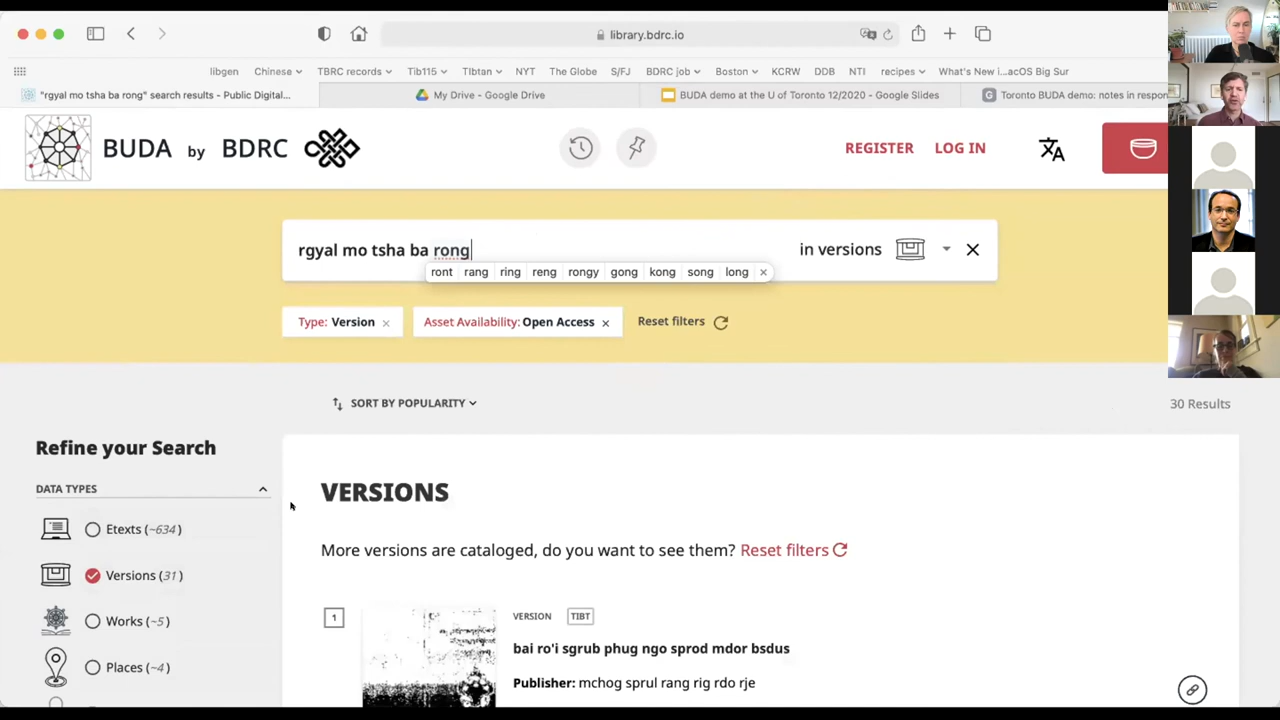 library.bdrc.io
libgen Chinese TBRC records Tib115 TIbtan NYT The Globe S/FJ BDRC job Boston KCRW DDB NTI recipes What's New i...acOS Big Sur
"rgyal mo tsha ba rong" search results - Public Digital... My Drive - Google Drive BUDA demo at the U of Toronto 12/2020 - Google Slides Toronto BUDA demo: notes in respon
BUDA by BDRC REGISTER LOG IN
rgyal mo tsha ba rong in versions
ront rang ring reng rongy gong kong song long
Type: Version Asset Availability: Open Access Reset filters
SORT BY POPULARITY 30 Results
Refine your Search
DATA TYPES
VERSIONS
Etexts (~634)
More versions are cataloged, do you want to see them? Reset filters
Versions (31)
Works (~5)
1 VERSION TIBT
bai ro'i sgrub phug ngo sprod mdor bsdus
Places (~4)
Publisher: mchog sprul rang rig rdo rje